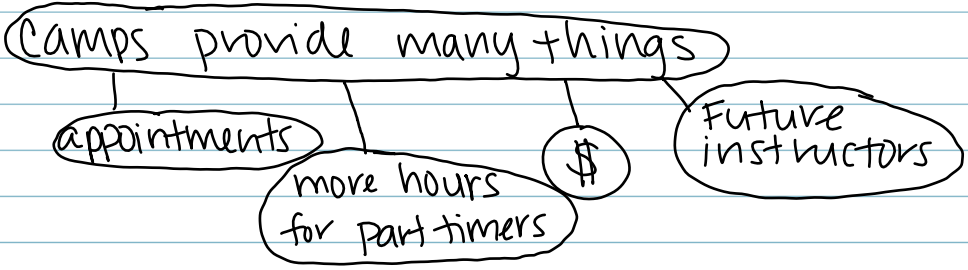 Camps provide many things
appointments
more hours
for part timers
$
Future
instructors